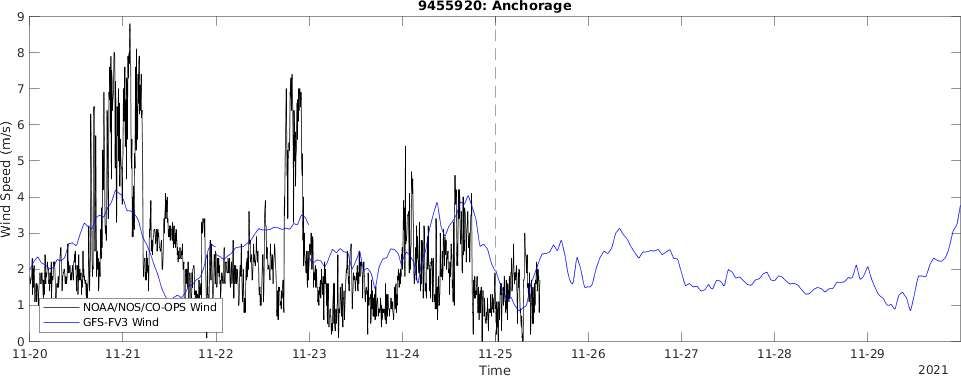 9455920: Anchorage
9
8
7
6
5
4
3
2
1
0
Wind Speed (m/s)
NOAA/NOS/CO-OPS Wind
GFS-FV3 Wind
11-20 11-21 11-22 11-23 11-24 11-25 11-26 11-27 11-28 11-29
Time
2021